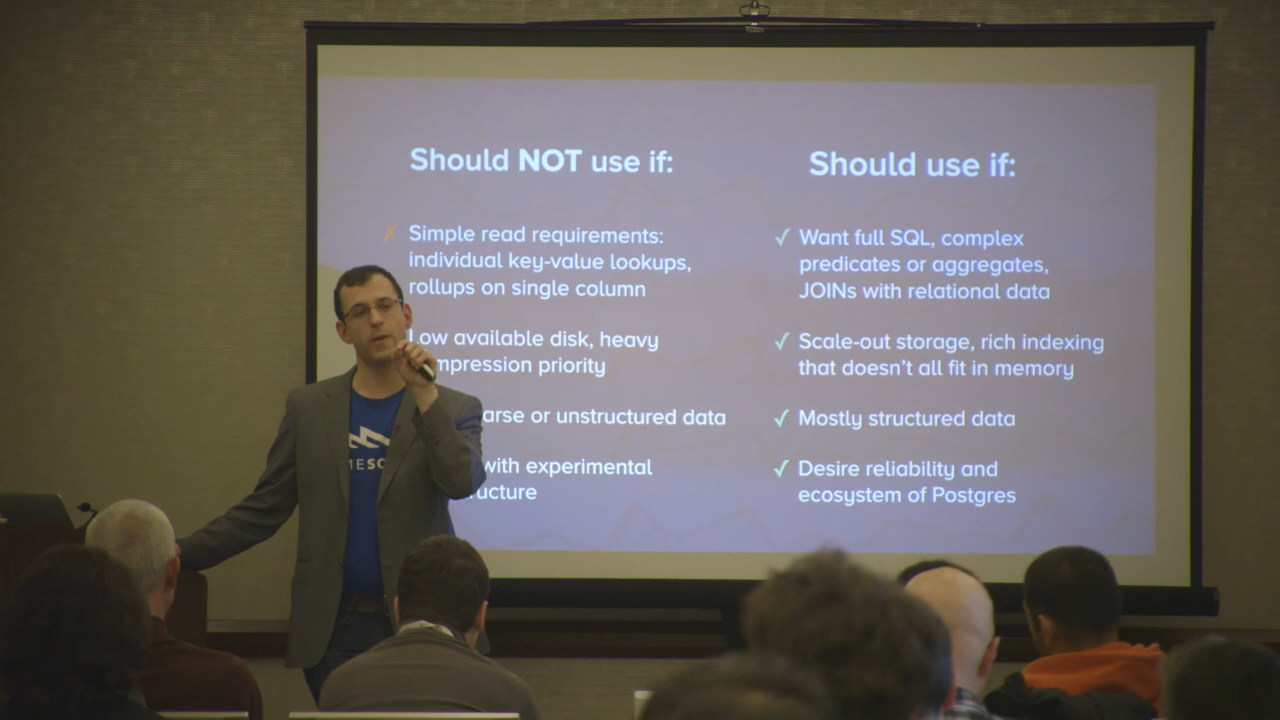 Should NOT use if:
✗ Simple read requirements:
individual key-value lookups,
rollups on single column
Low available disk, heavy
mpression priority
arse or unstructured data
with experimental
ructure
Should use if:
✓ Want full SQL, complex
predicates or aggregates,
JOINs with relational data
✓ Scale-out storage, rich indexing
that doesn't all fit in memory
✓ Mostly structured data
✓ Desire reliability and
ecosystem of Postgres
MESC